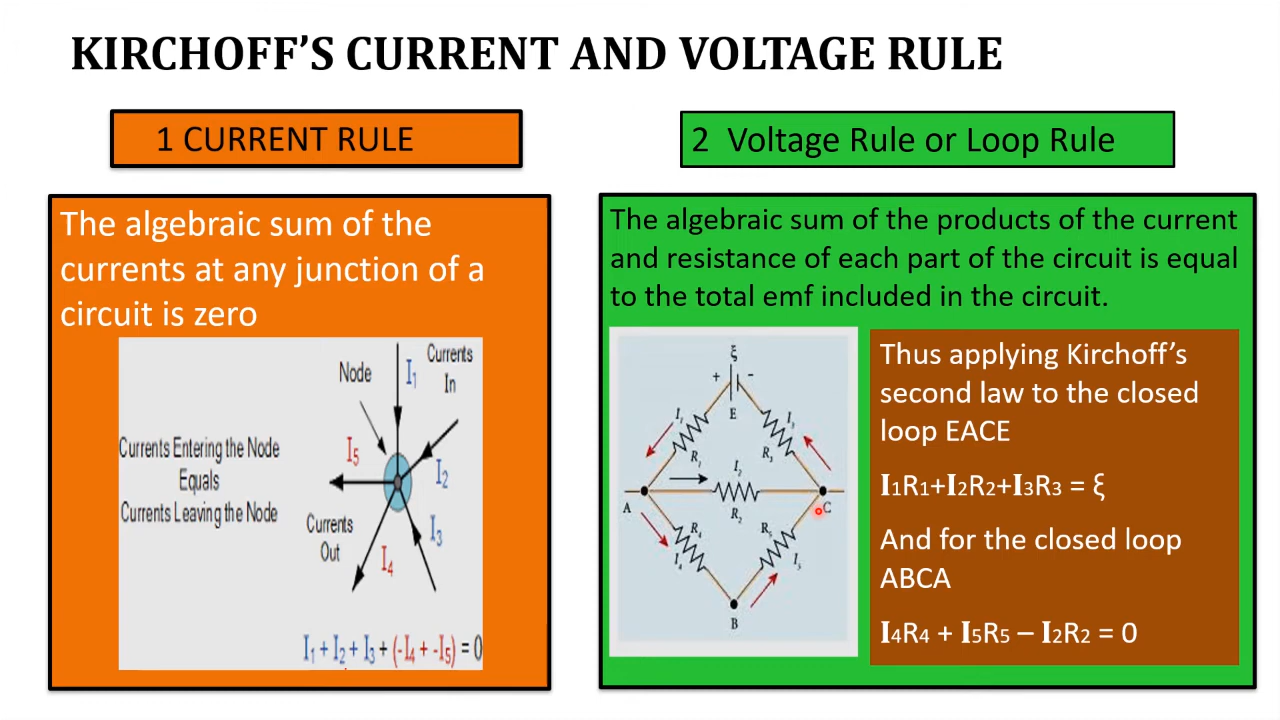 KIRCHOFF’S CURRENT AND VOLTAGE RULE
1 CURRENT RULE
The algebraic sum of the
currents at any junction of a
circuit is zero
Currents
In
Node
I1
I5
I2
Currents Entering the Node
Equals
Currents Leaving the Node
Currents
Out
I3
I4
I1 + I2 + I3 + (-I4 + -I5) = 0
2 Voltage Rule or Loop Rule
The algebraic sum of the products of the current
and resistance of each part of the circuit is equal
to the total emf included in the circuit.
ξ
+ -
E
I1
R1
I3
R3
I2
R2
A
C
R4
I4
R5
I5
B
Thus applying Kirchoff’s
second law to the closed
loop EACE
I1R1+I2R2+I3R3 = ξ
And for the closed loop
ABCA
I4R4 + I5R5 – I2R2 = 0